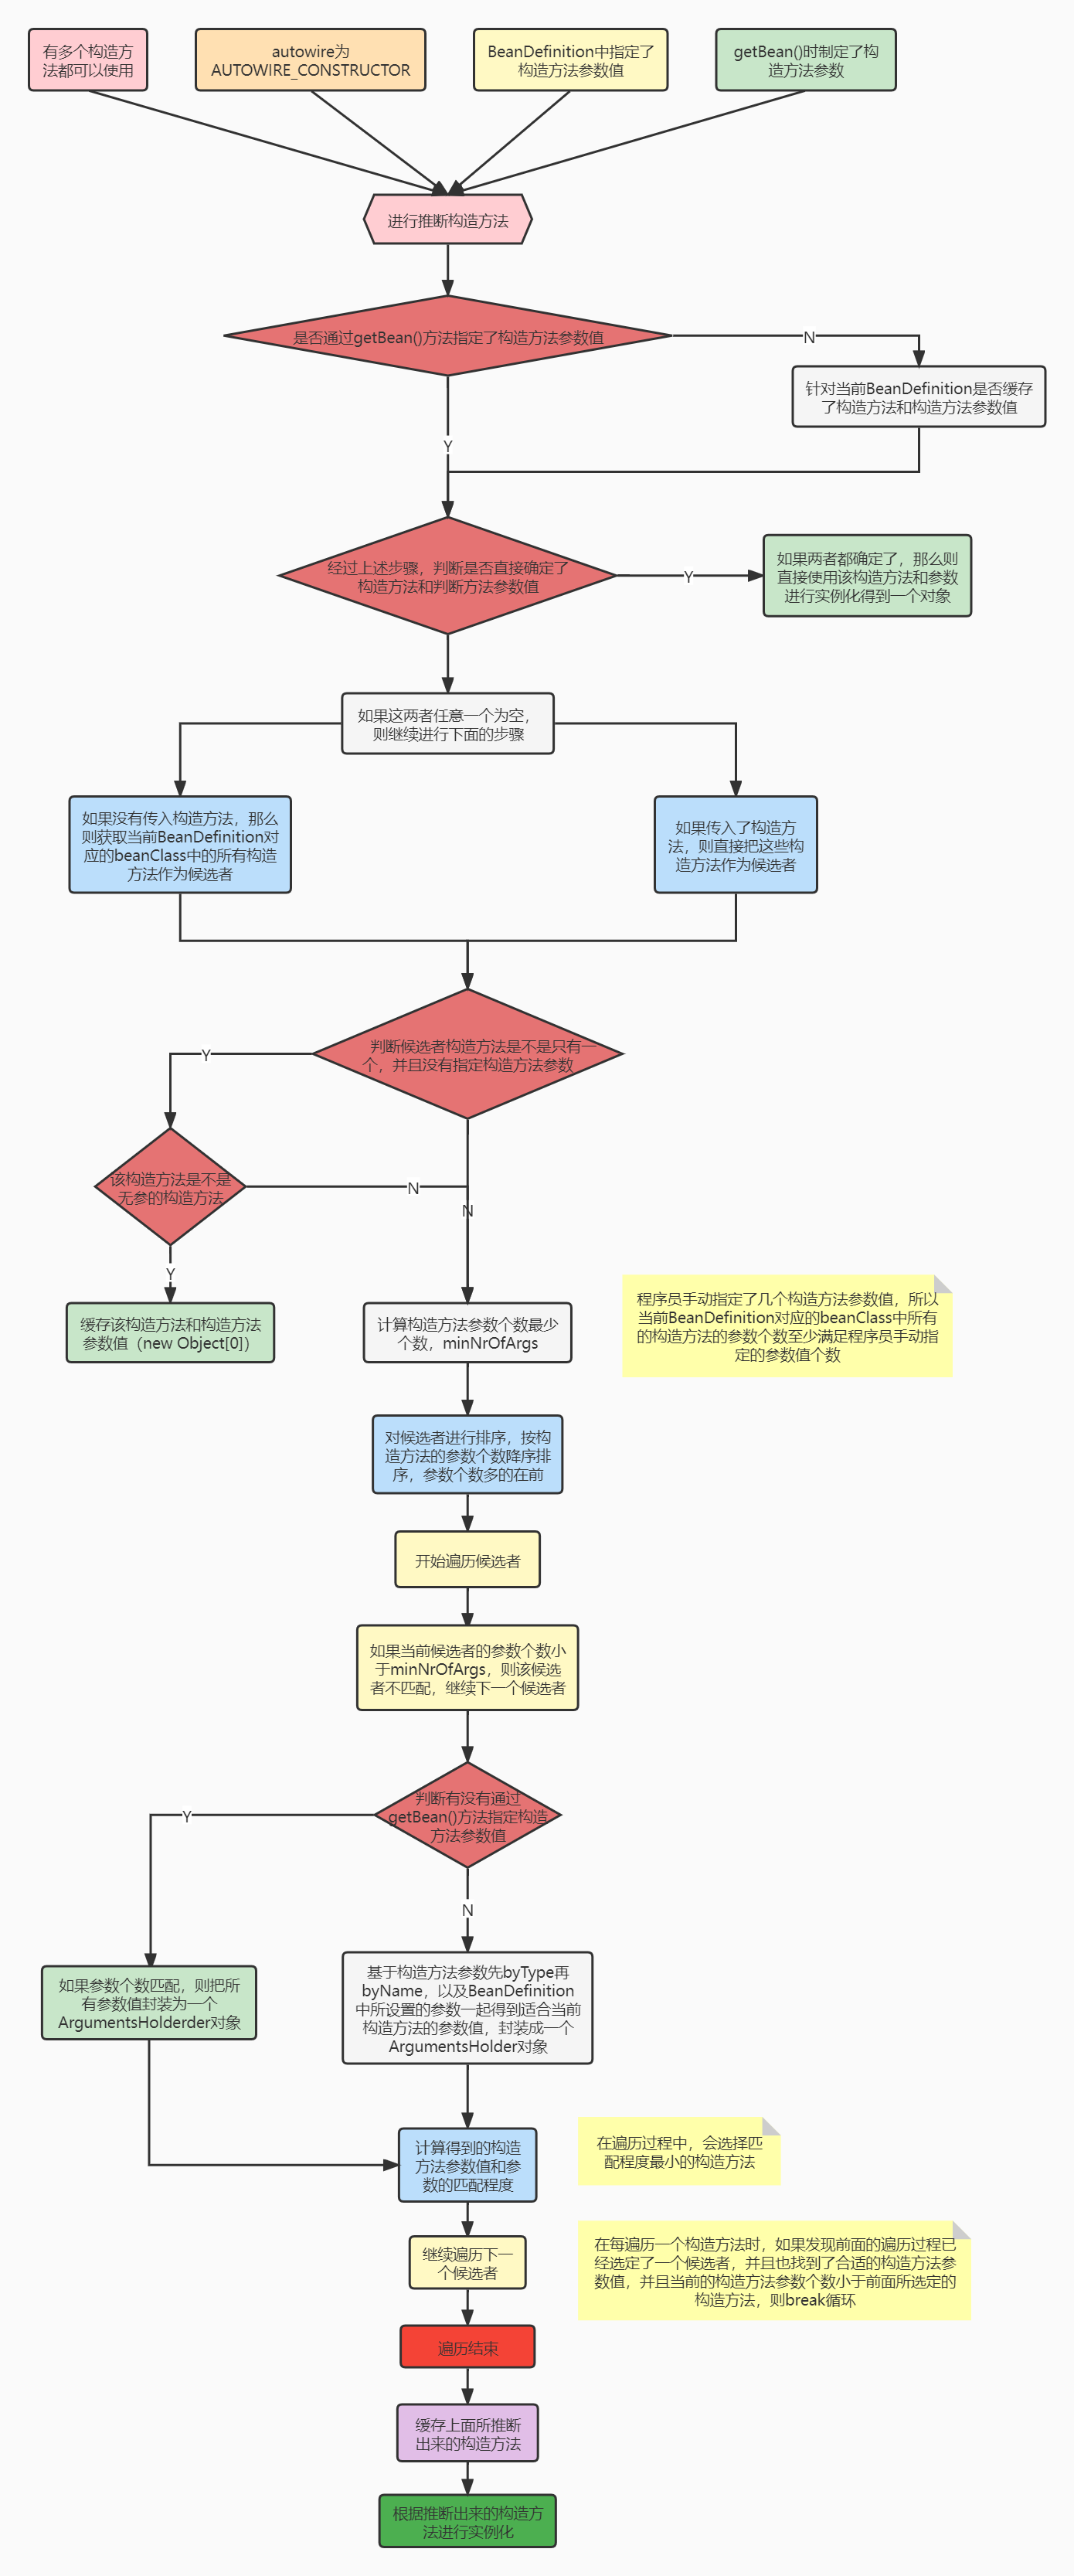 有多个构造方
法都可以使用
autowire为
AUTOWIRE_CONSTRUCTOR
BeanDefinition中指定了
构造方法参数值
getBean()时制定了构
造方法参数
进行推断构造方法
是否通过getBean()方法指定了构造方法参数值
N
针对当前BeanDefinition是否缓存
了构造方法和构造方法参数值
Y
经过上述步骤，判断是否直接确定了
构造方法和判断方法参数值
Y
如果两者都确定了，那么则
直接使用该构造方法和参数
进行实例化得到一个对象
如果这两者任意一个为空，
则继续进行下面的步骤
如果没有传入构造方法，那么
则获取当前BeanDefinition对
应的beanClass中的所有构造
方法作为候选者
如果传入了构造方
法，则直接把这些构
造方法作为候选者
判断候选者构造方法是不是只有一
个，并且没有指定构造方法参数
Y
该构造方法是不是
无参的构造方法
N
N
Y
缓存该构造方法和构造方法
参数值（new Object[0]）
计算构造方法参数个数最少
个数，minNrOfArgs
程序员手动指定了几个构造方法参数值，所以
当前BeanDefinition对应的beanClass中所有
的构造方法的参数个数至少满足程序员手动指
定的参数值个数
对候选者进行排序，按构
造方法的参数个数降序排
序，参数个数多的在前
开始遍历候选者
如果当前候选者的参数个数小
于minNrOfArgs，则该候选
者不匹配，继续下一个候选者
判断有没有通过
getBean()方法指定构造
方法参数值
Y
N
如果参数个数匹配，则把所
有参数值封装为一个
ArgumentsHolderder对象
基于构造方法参数先byType再
byName，以及BeanDefinition
中所设置的参数一起得到适合当前
构造方法的参数值，封装成一个
ArgumentsHolder对象
计算得到的构造
方法参数值和参
数的匹配程度
在遍历过程中，会选择匹
配程度最小的构造方法
继续遍历下一
个候选者
在每遍历一个构造方法时，如果发现前面的遍历过程已
经选定了一个候选者，并且也找到了合适的构造方法参
数值，并且当前的构造方法参数个数小于前面所选定的
构造方法，则break循环
遍历结束
缓存上面所推断
出来的构造方法
根据推断出来的构造方
法进行实例化